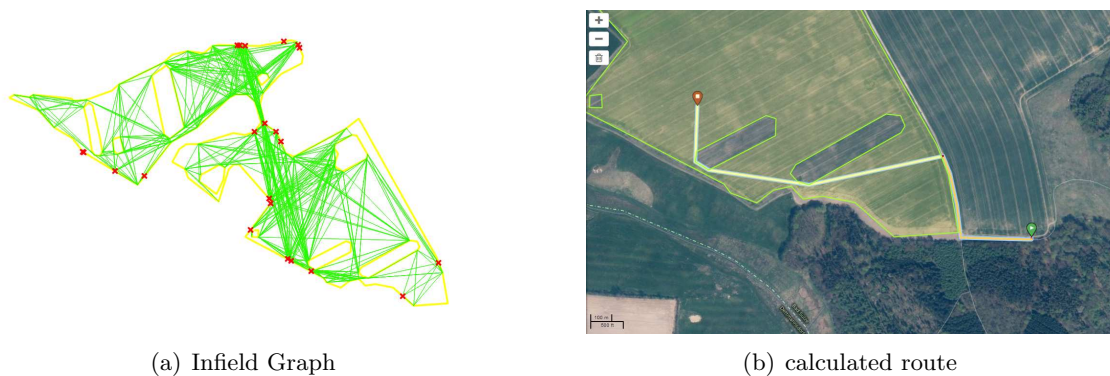 +
−
100 m
500 ft
(a) Infield Graph
(b) calculated route